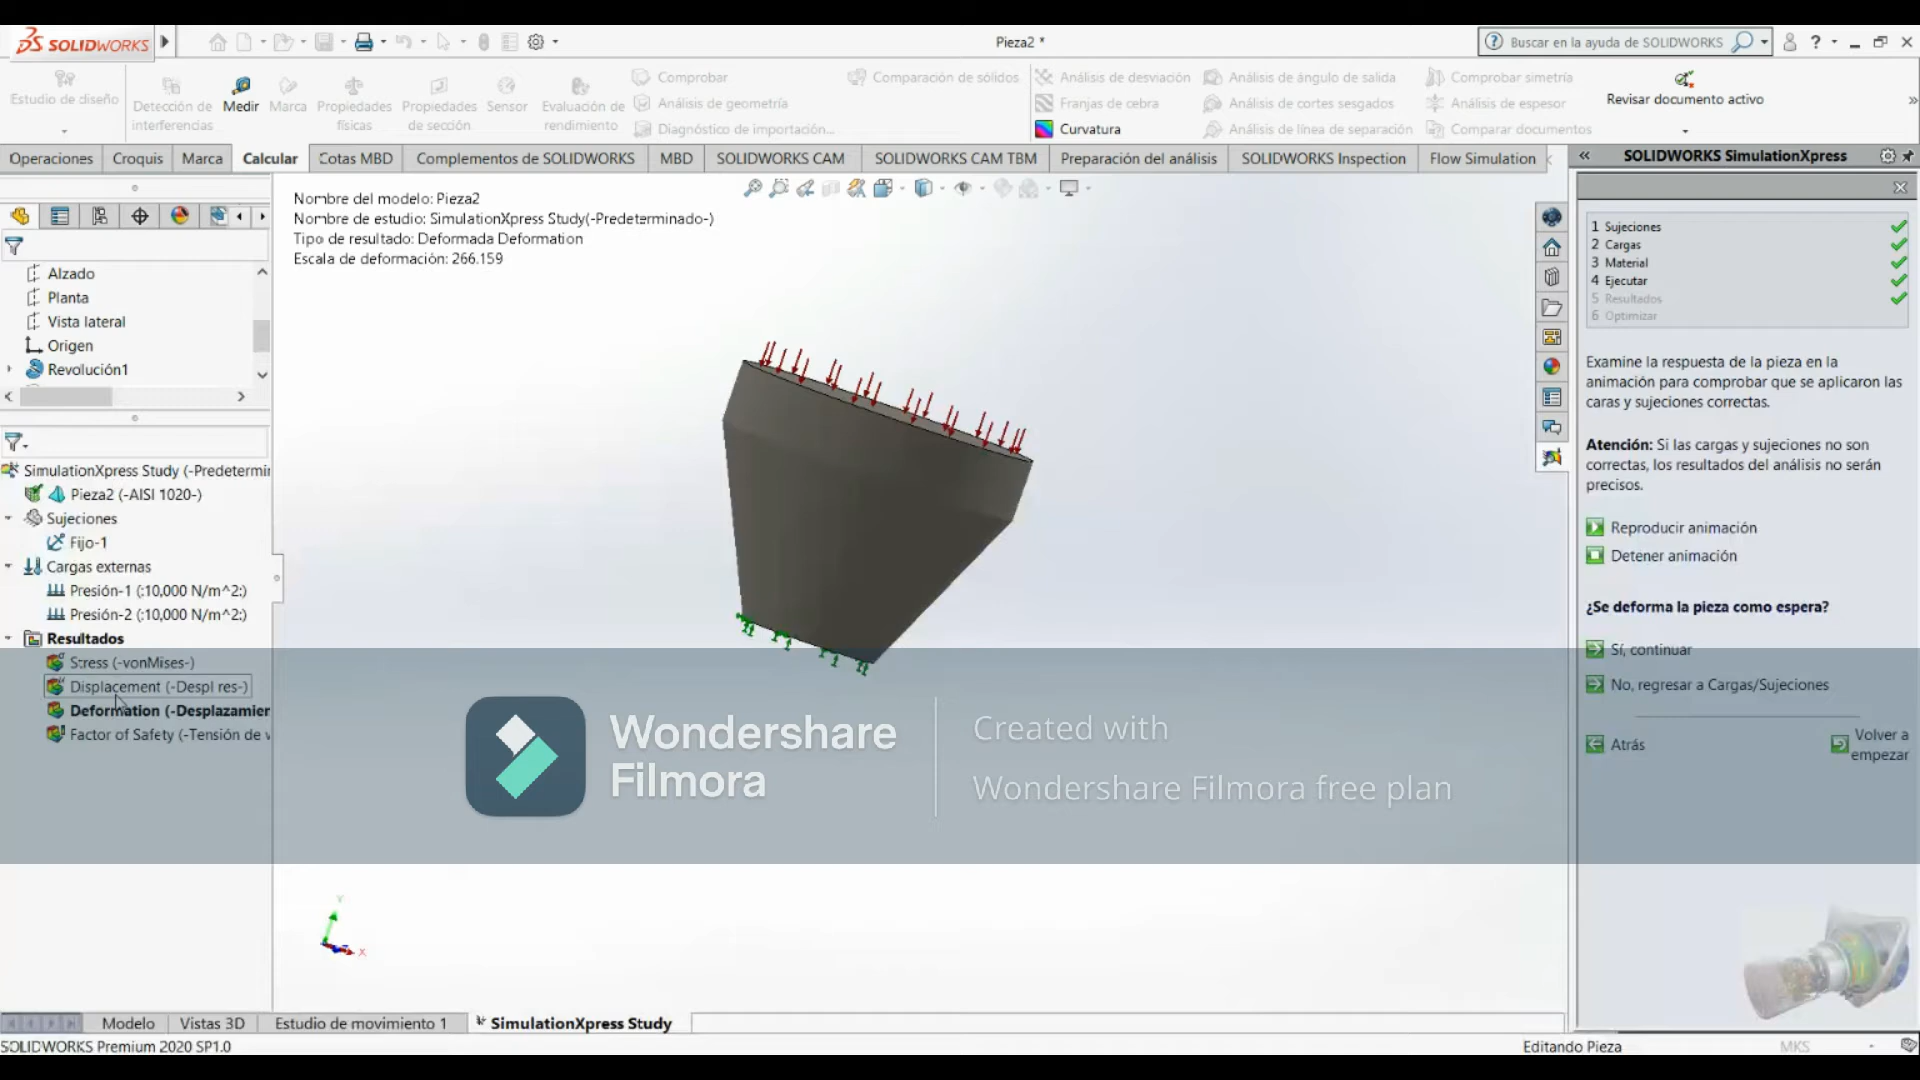 SOLIDWORKS
Pieza2 *
Buscar en la ayuda de SOLIDWORKS
Estudio de diseño
Detección de interferencias
Medir
Marca
Propiedades físicas
Propiedades de sección
Sensor
Evaluación de rendimiento
Comprobar
Análisis de geometría
Diagnóstico de importación...
Comparación de sólidos
Análisis de desviación
Franjas de cebra
Curvatura
Análisis de ángulo de salida
Análisis de cortes sesgados
Análisis de línea de separación
Comprobar simetría
Análisis de espesor
Comparar documentos
Revisar documento activo
Operaciones
Croquis
Marca
Calcular
Cotas MBD
Complementos de SOLIDWORKS
MBD
SOLIDWORKS CAM
SOLIDWORKS CAM TBM
Preparación del análisis
SOLIDWORKS Inspection
Flow Simulation
SOLIDWORKS SimulationXpress
Alzado
Planta
Vista lateral
Origen
Revolución1
SimulationXpress Study (-Predetermin
Pieza2 (-AISI 1020-)
Sujeciones
Fijo-1
Cargas externas
Presión-1 (:10,000 N/m^2:)
Presión-2 (:10,000 N/m^2:)
Resultados
Stress (-vonMises-)
Displacement (-Despl res-)
Deformation (-Desplazamier
Factor of Safety (-Tensión de v
Nombre del modelo: Pieza2
Nombre de estudio: SimulationXpress Study(-Predeterminado-)
Tipo de resultado: Deformada Deformation
Escala de deformación: 266.159
Y
X
1 Sujeciones
2 Cargas
3 Material
4 Ejecutar
5 Resultados
6 Optimizar
Examine la respuesta de la pieza en la
animación para comprobar que se aplicaron las
caras y sujeciones correctas.
Atención: Si las cargas y sujeciones no son
correctas, los resultados del análisis no serán
precisos.
Reproducir animación
Detener animación
¿Se deforma la pieza como espera?
Sí, continuar
No, regresar a Cargas/Sujeciones
Atrás
Volver a
empezar
Wondershare
Filmora
Created with
Wondershare Filmora free plan
Modelo
Vistas 3D
Estudio de movimiento 1
SimulationXpress Study
SOLIDWORKS Premium 2020 SP1.0
Editando Pieza
MKS